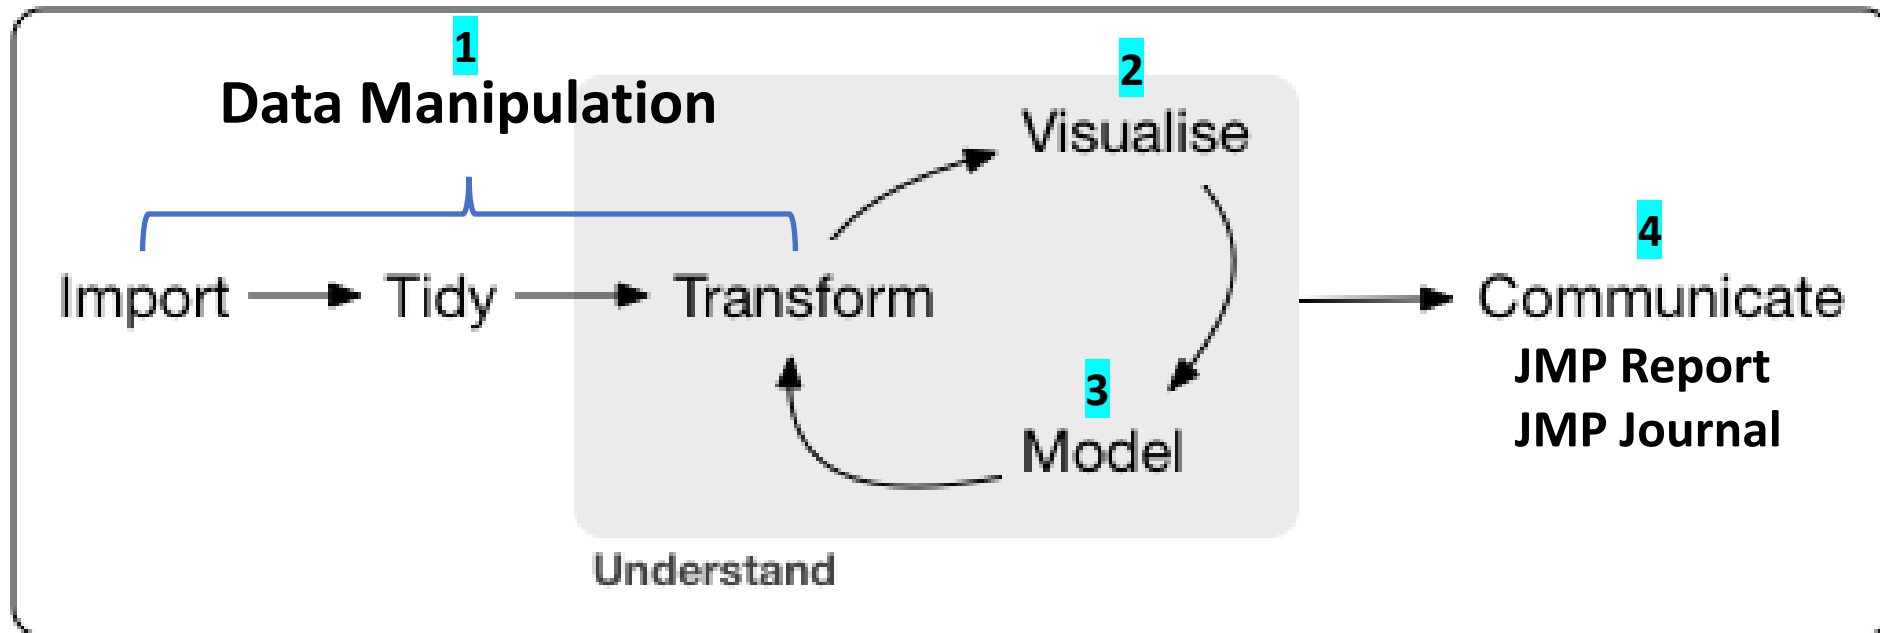 1
Data Manipulation
2
Visualise
Import
Tidy
Transform
3
Model
Understand
4
Communicate
JMP Report
JMP Journal